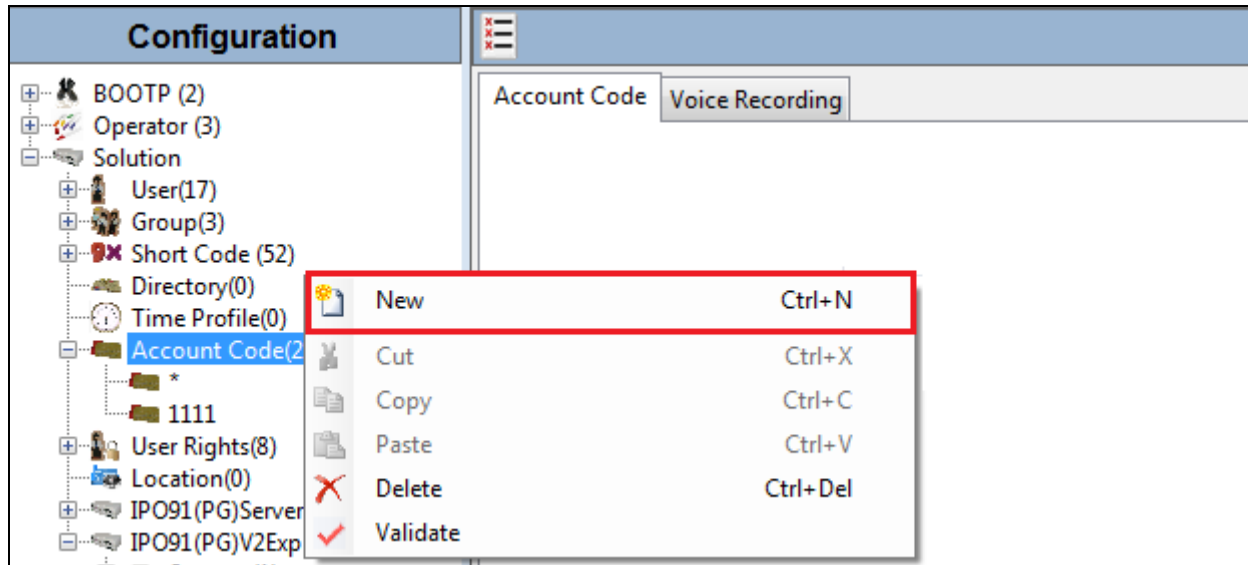 Configuration
BOOTP (2)
Operator (3)
Solution
User(17)
Group(3)
Short Code (52)
Directory(0)
Time Profile(0)
Account Code(2
*
1111
User Rights(8)
Location(0)
IPO91(PG)Server
IPO91(PG)V2Exp
Account Code Voice Recording
New Ctrl+N
Cut Ctrl+X
Copy Ctrl+C
Paste Ctrl+V
Delete Ctrl+Del
Validate